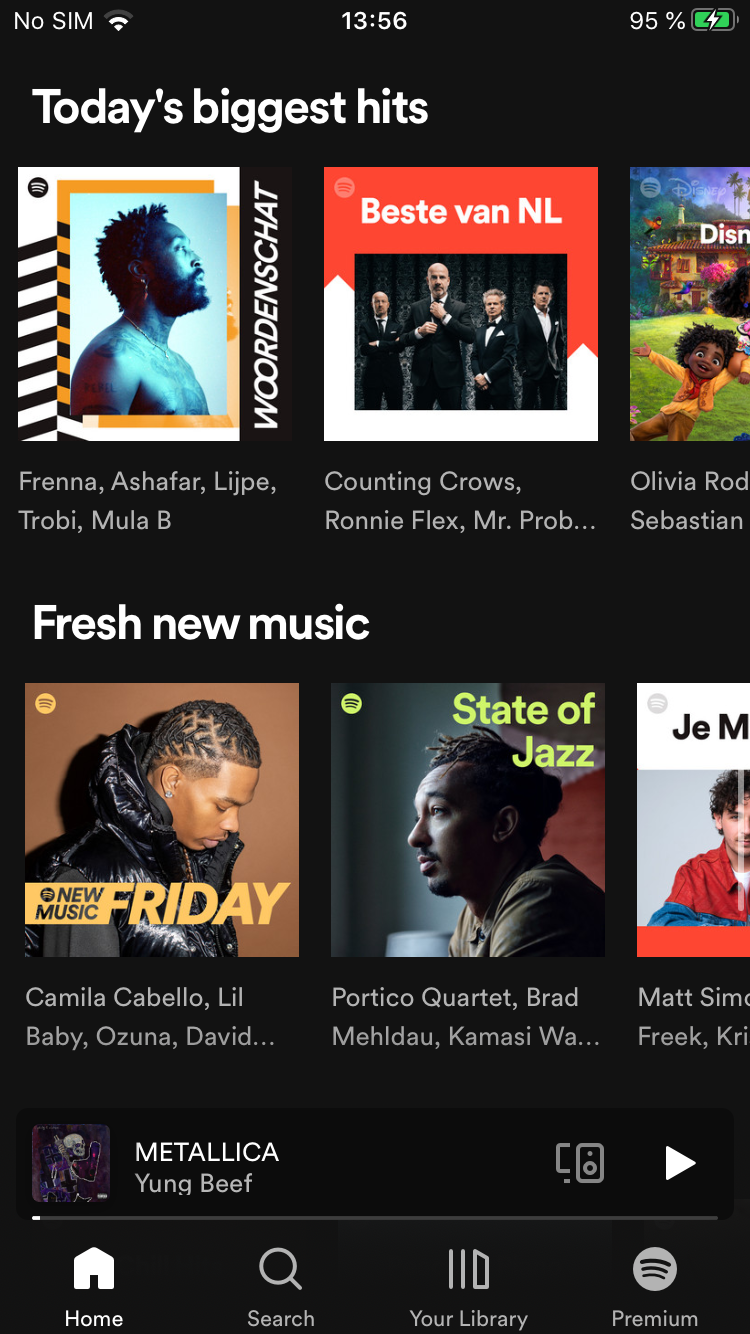 No SIM 13:56 95 %
Today's biggest hits
WOORDENSCHAT
Beste van NL
DISNEY
Disn
Frenna, Ashafar, Lijpe,
Trobi, Mula B
Counting Crows,
Ronnie Flex, Mr. Prob...
Olivia Rod
Sebastian
Fresh new music
NEW
MUSIC
FRIDAY
State of
Jazz
Je M
Camila Cabello, Lil
Baby, Ozuna, David...
Portico Quartet, Brad
Mehldau, Kamasi Wa...
Matt Simo
Freek, Kri
METALLICA
Yung Beef
Home
Search
Your Library
Premium